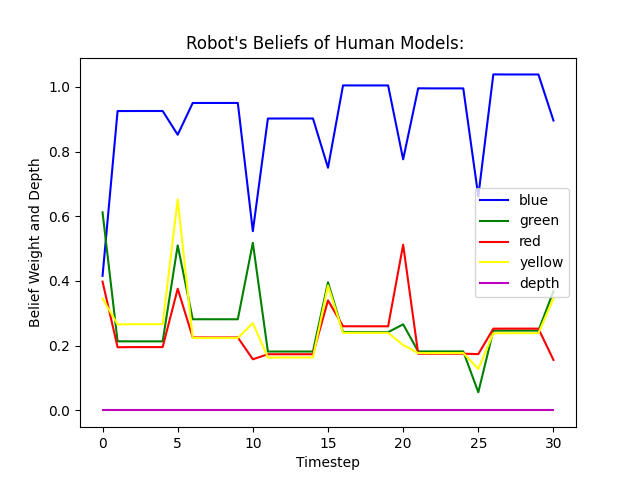 Robot's Beliefs of Human Models:
Belief Weight and Depth
1.0
0.8
0.6
0.4
0.2
0.0
blue
green
red
yellow
depth
0 5 10 15 20 25 30
Timestep